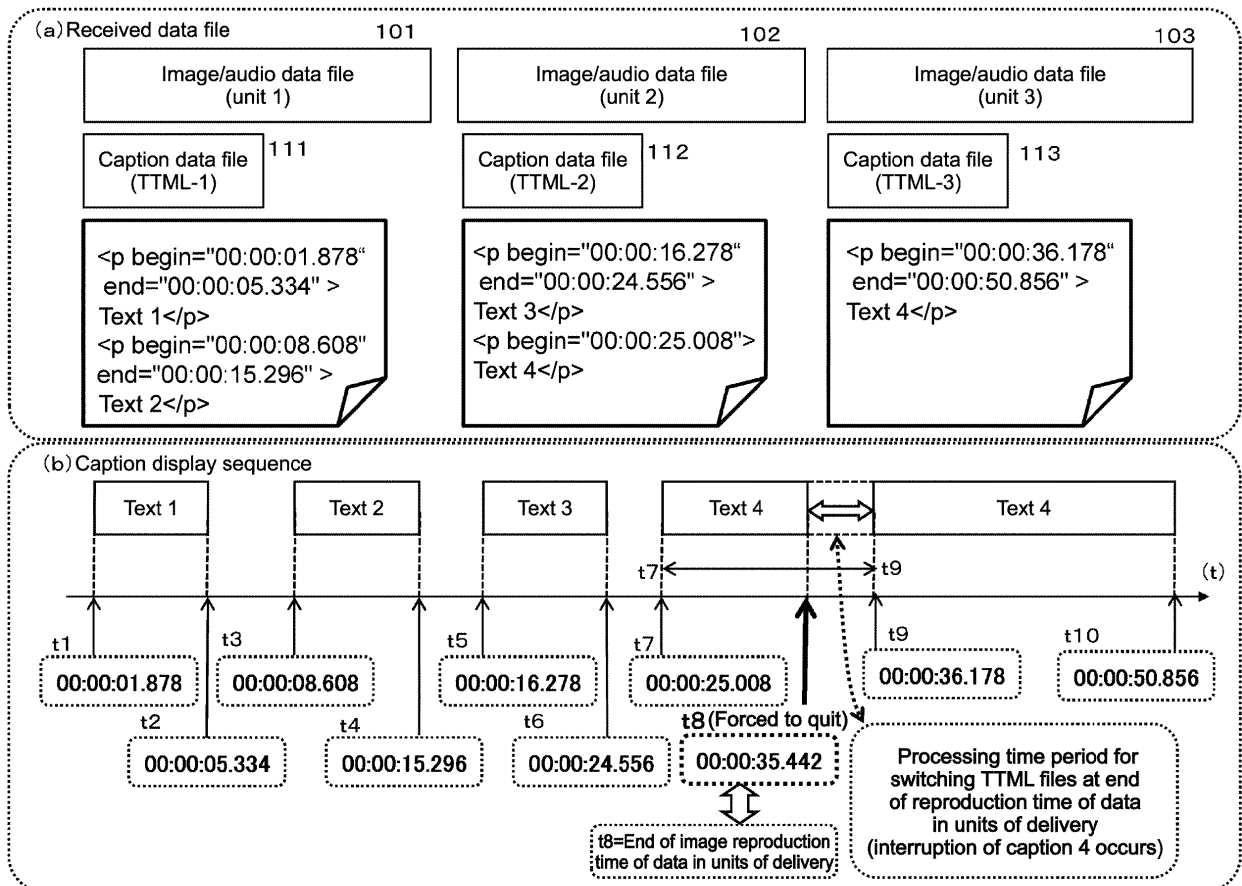 (a) Received data file
101
102
103
Image/audio data file
(unit 1)
Image/audio data file
(unit 2)
Image/audio data file
(unit 3)
Caption data file
(TTML-1)
111
Caption data file
(TTML-2)
112
Caption data file
(TTML-3)
113
<p begin="00:00:01.878“
end="00:00:05.334" >
Text 1</p>
<p begin="00:00:08.608"
end="00:00:15.296" >
Text 2</p>
<p begin="00:00:16.278“
end="00:00:24.556" >
Text 3</p>
<p begin="00:00:25.008">
Text 4</p>
<p begin="00:00:36.178“
end="00:00:50.856" >
Text 4</p>
(b) Caption display sequence
Text 1
Text 2
Text 3
Text 4
Text 4
t7
t9
(t)
t1
00:00:01.878
t3
00:00:08.608
t5
00:00:16.278
t7
00:00:25.008
t9
00:00:36.178
t10
00:00:50.856
t2
00:00:05.334
t4
00:00:15.296
t6
00:00:24.556
t8 (Forced to quit)
00:00:35.442
t8=End of image reproduction
time of data in units of delivery
Processing time period for
switching TTML files at end
of reproduction time of data
in units of delivery
(interruption of caption 4 occurs)